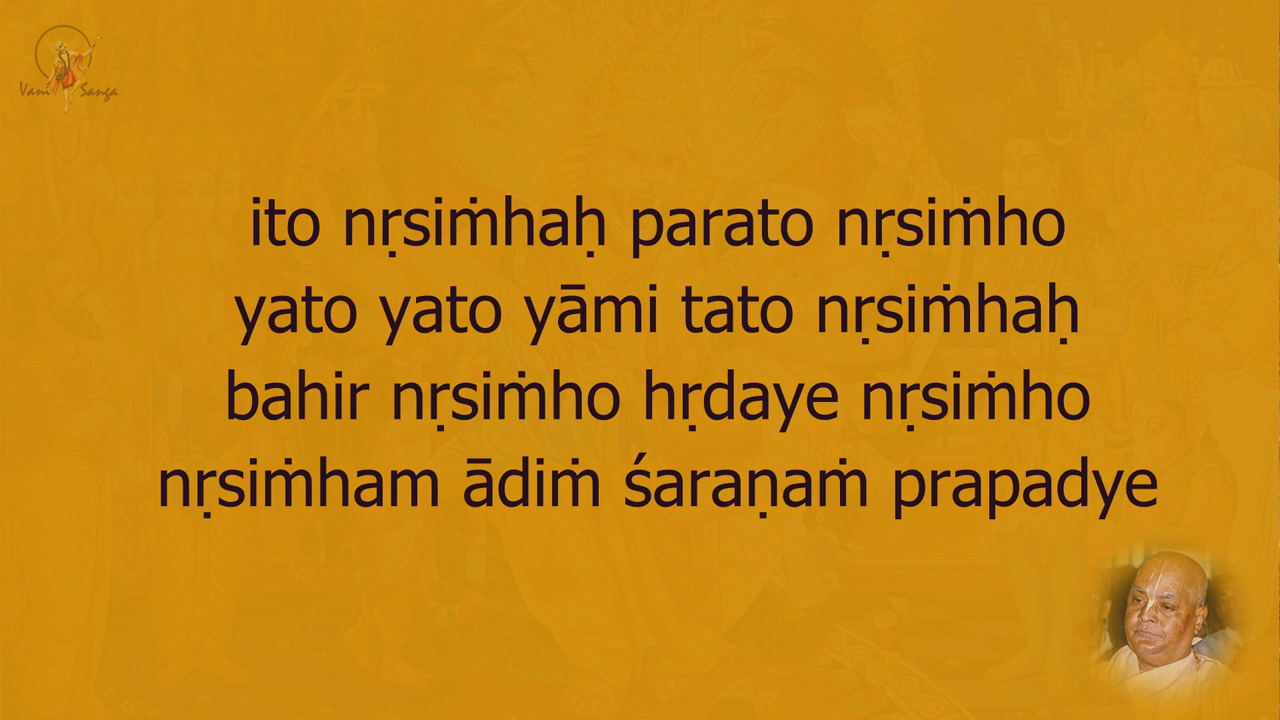 Vani Sanga
ito nṛsiṁhaḥ parato nṛsiṁho
yato yato yāmi tato nṛsiṁhaḥ
bahir nṛsiṁho hṛdaye nṛsiṁho
nṛsiṁham ādiṁ śaraṇaṁ prapadye